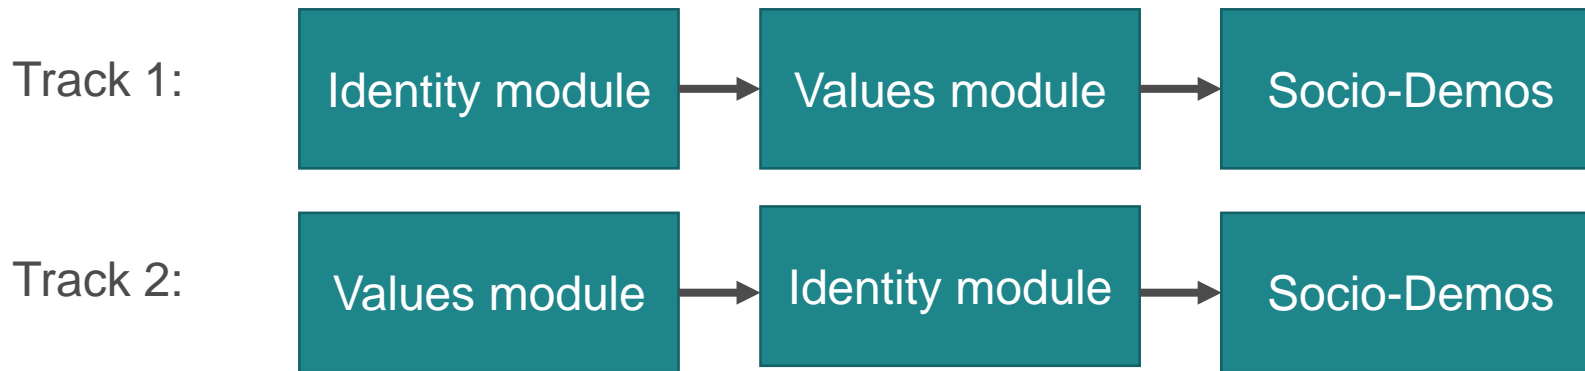 Track 1:
Identity module
Values module
Socio-Demos
Track 2:
Values module
Identity module
Socio-Demos